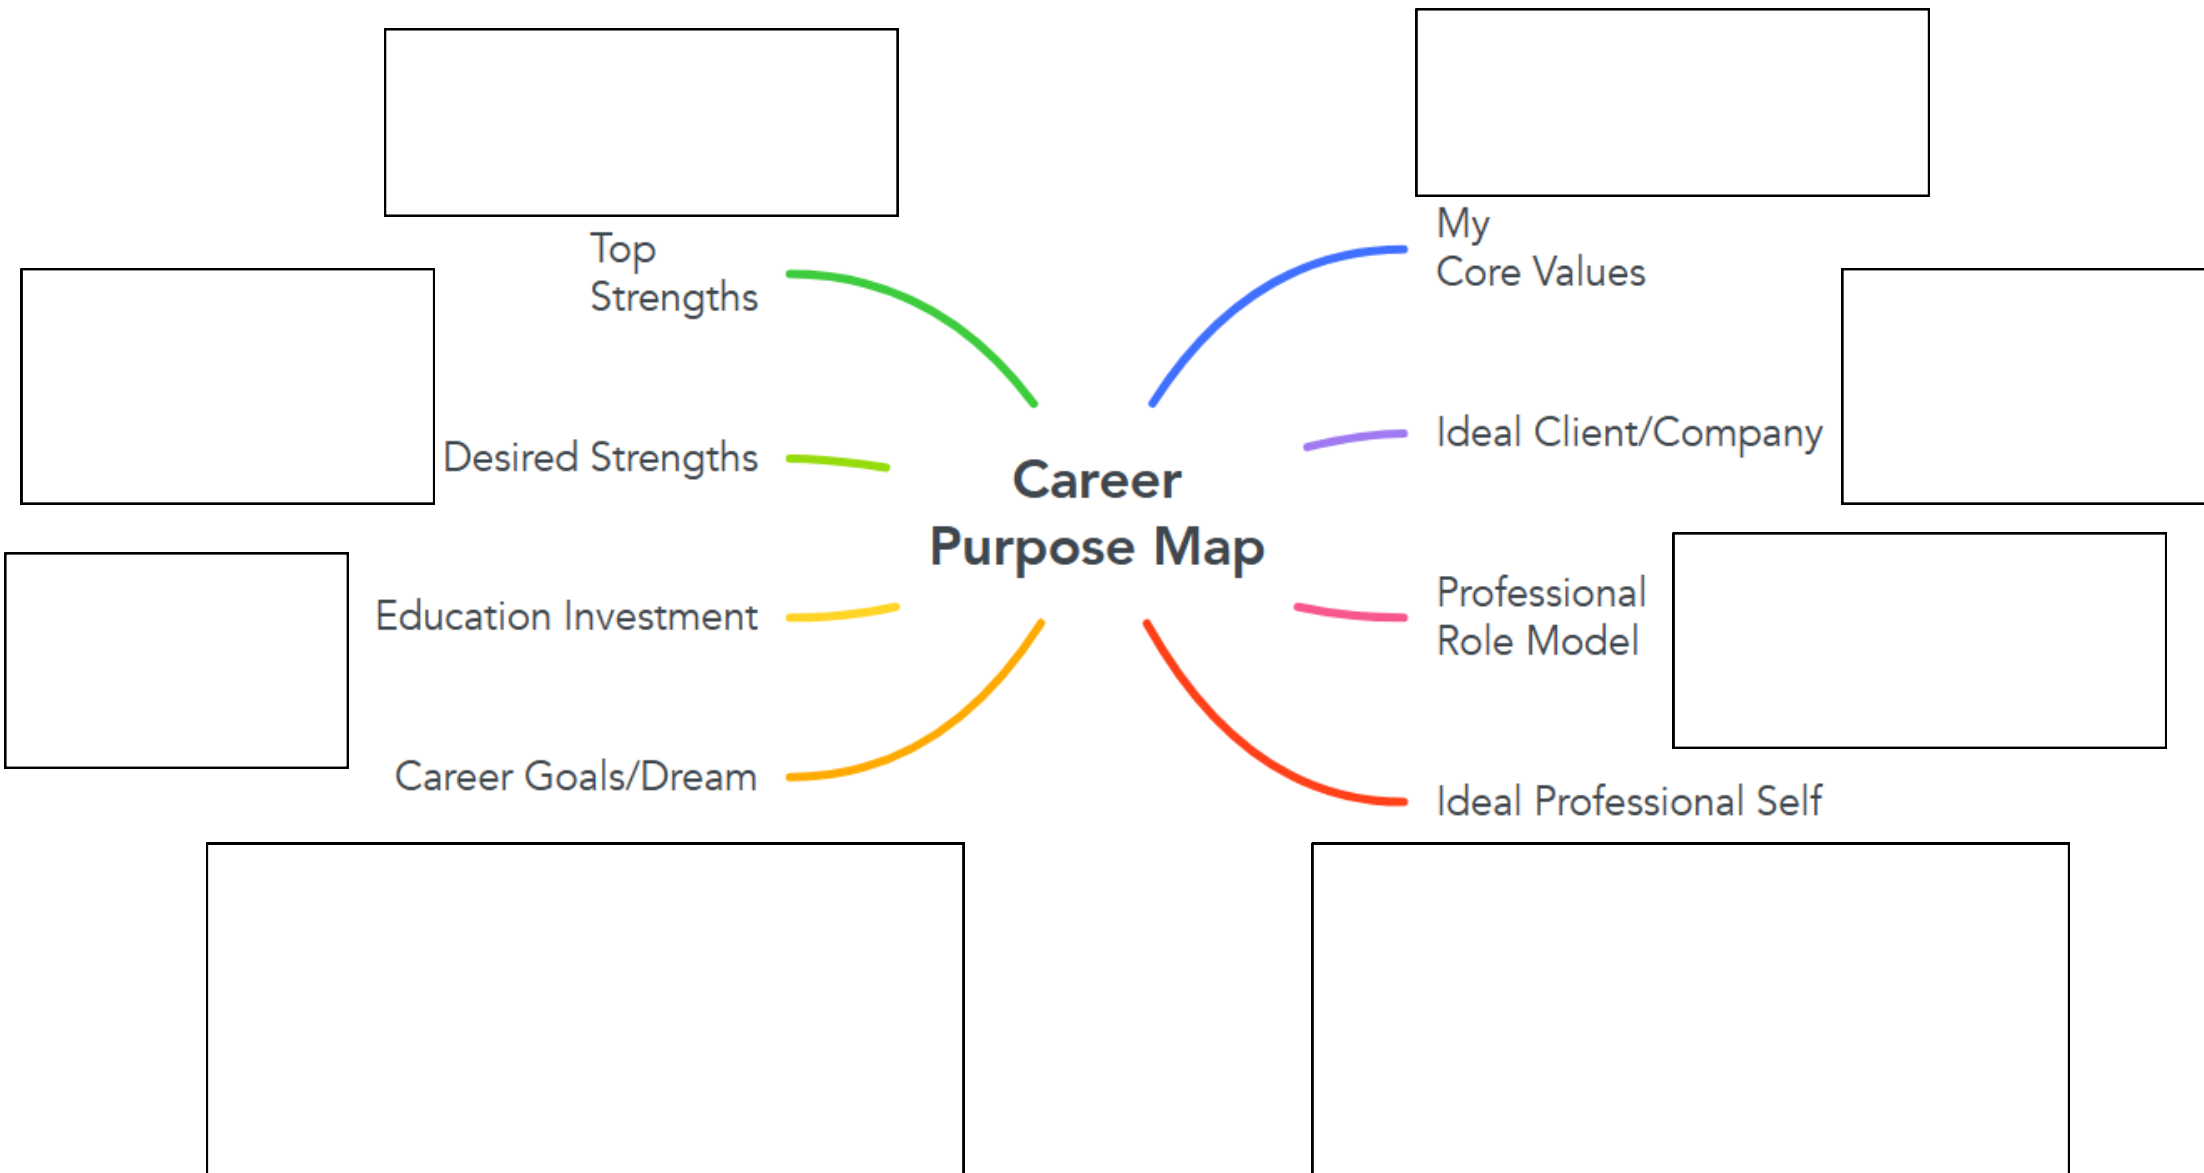 Top
Strengths
Desired Strengths
Education Investment
Career Goals/Dream
Career
Purpose Map
My
Core Values
Ideal Client/Company
Professional
Role Model
Ideal Professional Self